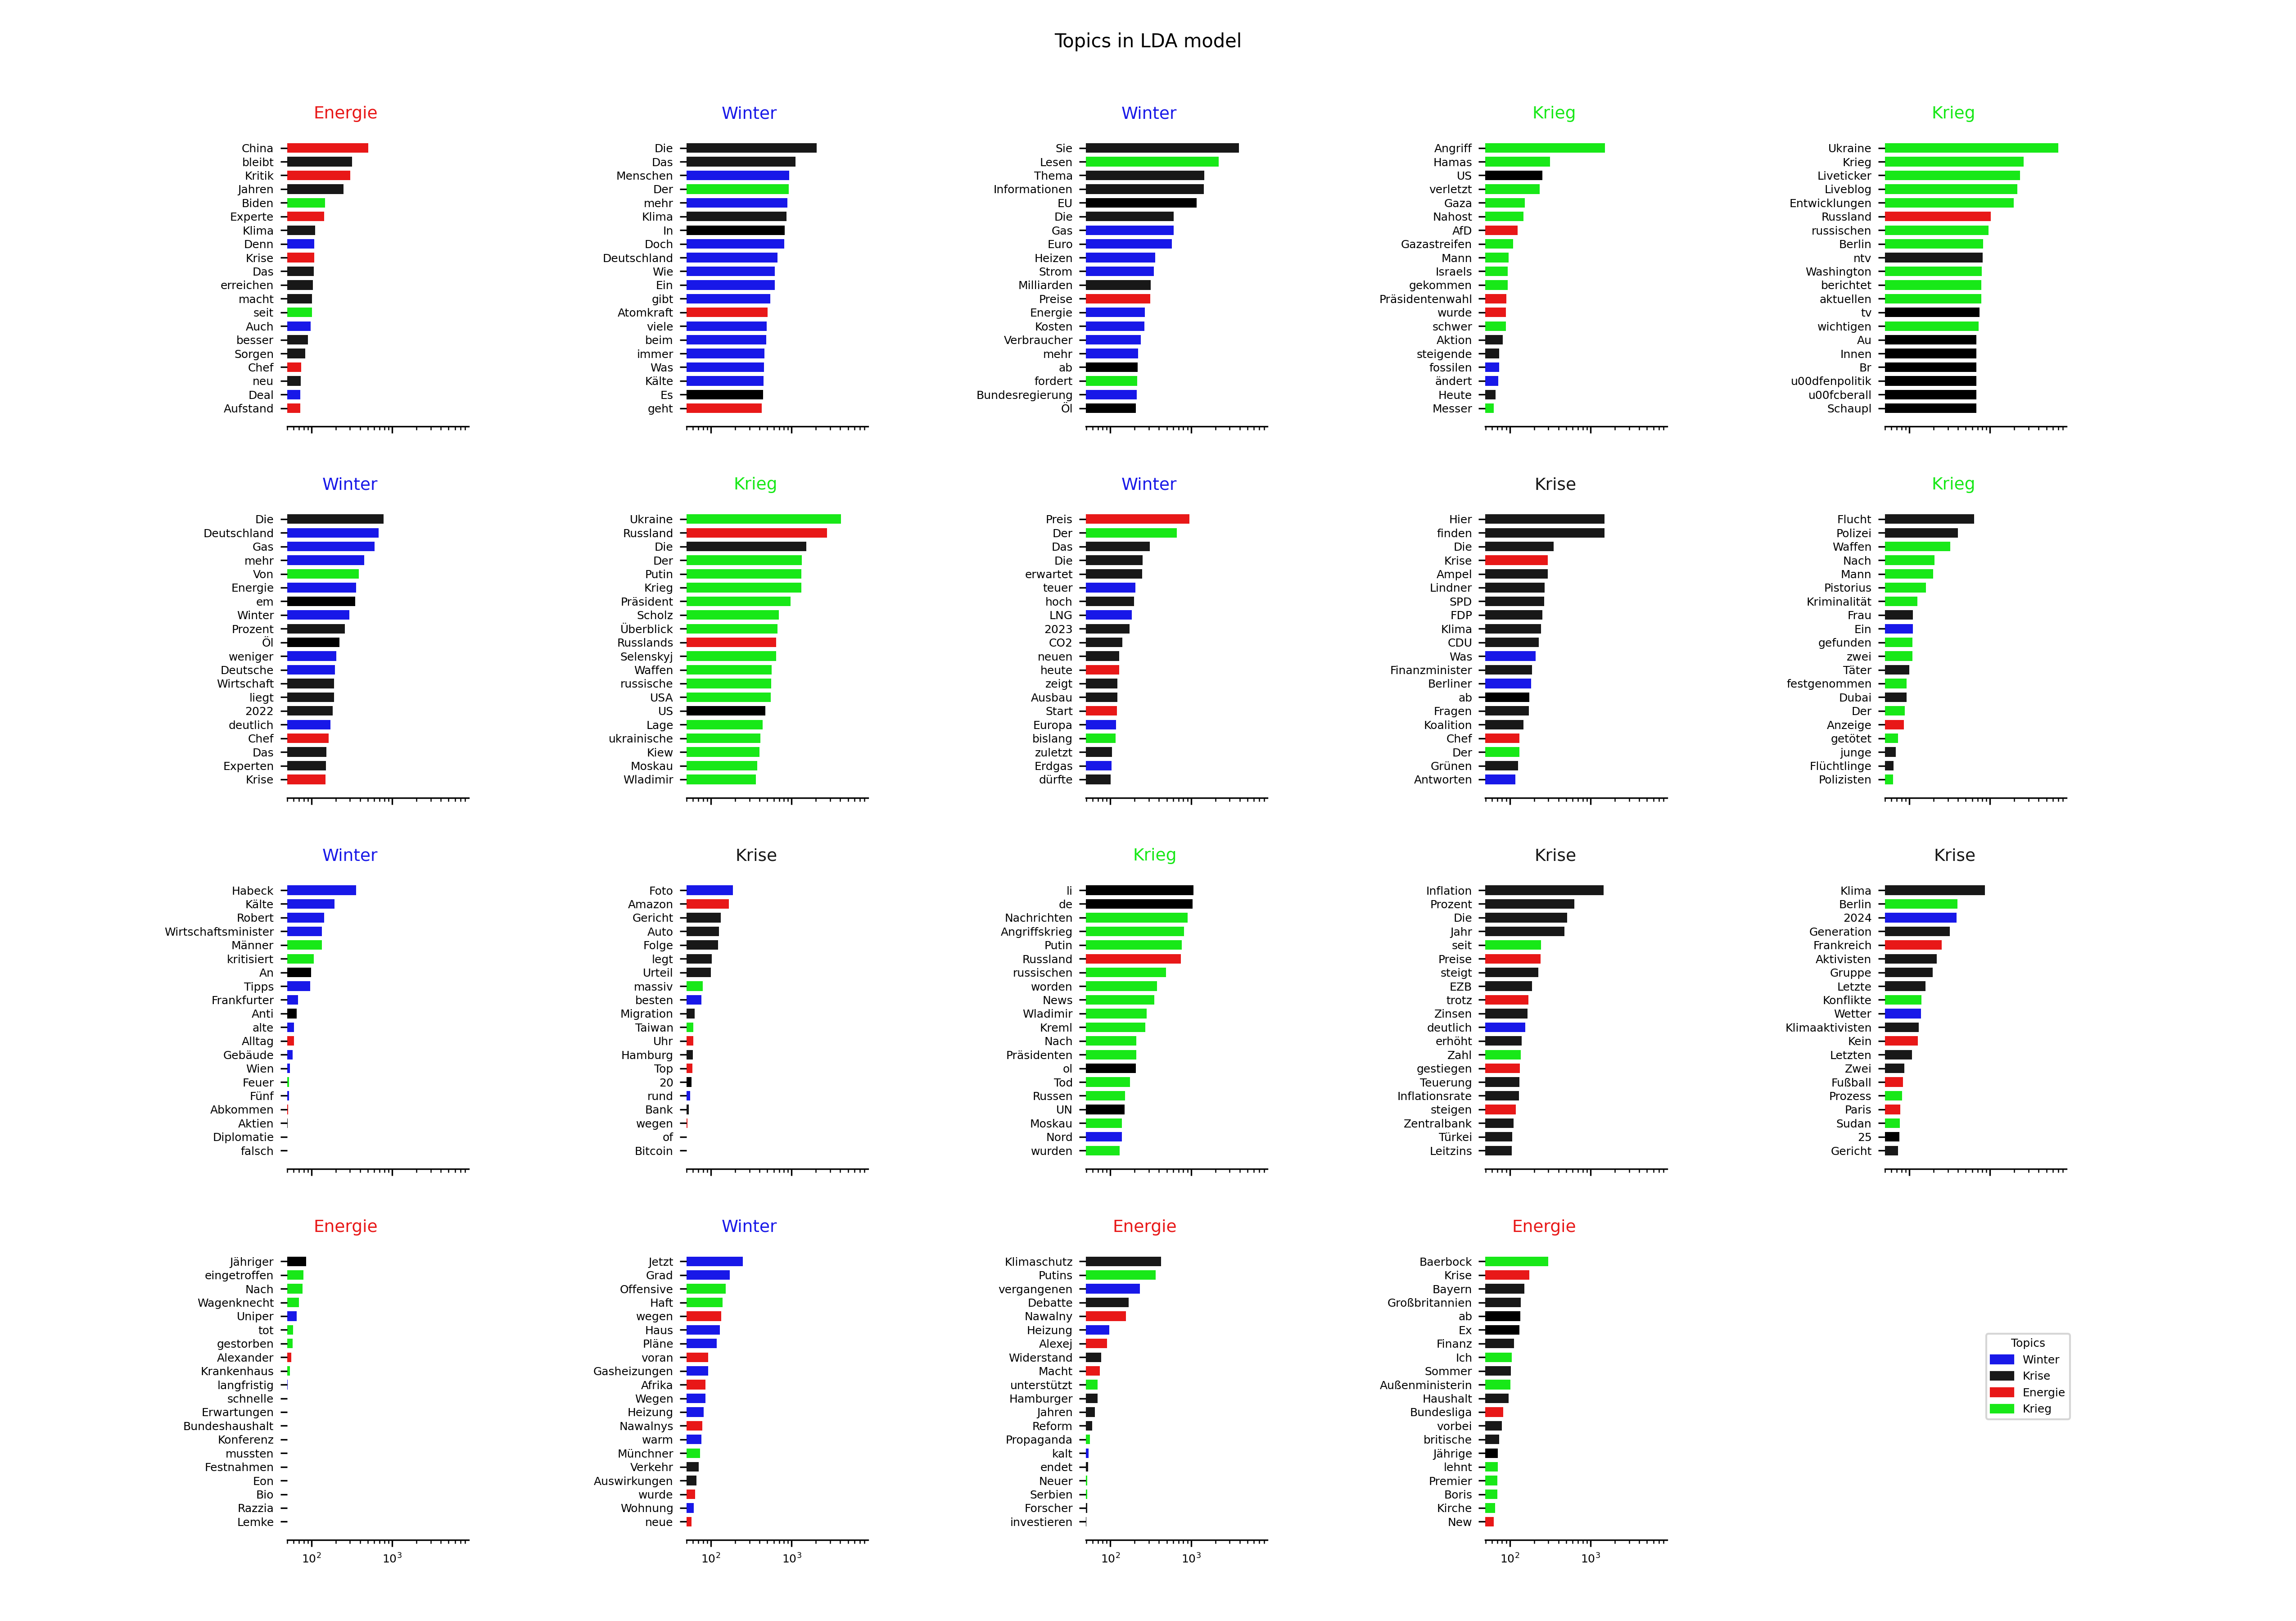 Topics in LDA model
Energie
China
bleibt
Kritik
Jahren
Biden
Experte
Klima
Denn
Krise
Das
erreichen
macht
seit
Auch
besser
Sorgen
Chef
neu
Deal
Aufstand
Winter
Die
Das
Menschen
Der
mehr
Klima
In
Doch
Deutschland
Wie
Ein
gibt
Atomkraft
viele
beim
immer
Was
Kälte
Es
geht
Winter
Sie
Lesen
Thema
Informationen
EU
Die
Gas
Euro
Heizen
Strom
Milliarden
Preise
Energie
Kosten
Verbraucher
mehr
ab
fordert
Bundesregierung
Öl
Krieg
Angriff
Hamas
US
verletzt
Gaza
Nahost
AfD
Gazastreifen
Mann
Israels
gekommen
Präsidentenwahl
wurde
schwer
Aktion
steigende
fossilen
ändert
Heute
Messer
Krieg
Ukraine
Krieg
Liveticker
Liveblog
Entwicklungen
Russland
russischen
Berlin
ntv
Washington
berichtet
aktuellen
tv
wichtigen
Au
Innen
Br
u00dfenpolitik
u00fcberall
Schaupl
Winter
Die
Deutschland
Gas
mehr
Von
Energie
em
Winter
Prozent
Öl
weniger
Deutsche
Wirtschaft
liegt
2022
deutlich
Chef
Das
Experten
Krise
Krieg
Ukraine
Russland
Die
Der
Putin
Krieg
Präsident
Scholz
Überblick
Russlands
Selenskyj
Waffen
russische
USA
US
Lage
ukrainische
Kiew
Moskau
Wladimir
Winter
Preis
Der
Das
Die
erwartet
teuer
hoch
LNG
2023
CO2
neuen
heute
zeigt
Ausbau
Start
Europa
bislang
zuletzt
Erdgas
dürfte
Krise
Hier
finden
Die
Krise
Ampel
Lindner
SPD
FDP
Klima
CDU
Was
Finanzminister
Berliner
ab
Fragen
Koalition
Chef
Der
Grünen
Antworten
Krieg
Flucht
Polizei
Waffen
Nach
Mann
Pistorius
Kriminalität
Frau
Ein
gefunden
zwei
Täter
festgenommen
Dubai
Der
Anzeige
getötet
junge
Flüchtlinge
Polizisten
Winter
Habeck
Kälte
Robert
Wirtschaftsminister
Männer
kritisiert
An
Tipps
Frankfurter
Anti
alte
Alltag
Gebäude
Wien
Feuer
Fünf
Abkommen
Aktien
Diplomatie
falsch
Krise
Foto
Amazon
Gericht
Auto
Folge
legt
Urteil
massiv
besten
Migration
Taiwan
Uhr
Hamburg
Top
20
rund
Bank
wegen
of
Bitcoin
Krieg
li
de
Nachrichten
Angriffskrieg
Putin
Russland
russischen
worden
News
Wladimir
Kreml
Nach
Präsidenten
ol
Tod
Russen
UN
Moskau
Nord
wurden
Krise
Inflation
Prozent
Die
Jahr
seit
Preise
steigt
EZB
trotz
Zinsen
deutlich
erhöht
Zahl
gestiegen
Teuerung
Inflationsrate
steigen
Zentralbank
Türkei
Leitzins
Krise
Klima
Berlin
2024
Generation
Frankreich
Aktivisten
Gruppe
Letzte
Konflikte
Wetter
Klimaaktivisten
Kein
Letzten
Zwei
Fußball
Prozess
Paris
Sudan
25
Gericht
Energie
Jähriger
eingetroffen
Nach
Wagenknecht
Uniper
tot
gestorben
Alexander
Krankenhaus
langfristig
schnelle
Erwartungen
Bundeshaushalt
Konferenz
mussten
Festnahmen
Eon
Bio
Razzia
Lemke
10² 10³
Winter
Jetzt
Grad
Offensive
Haft
wegen
Haus
Pläne
voran
Gasheizungen
Afrika
Wegen
Heizung
Nawalnys
warm
Münchner
Verkehr
Auswirkungen
wurde
Wohnung
neue
10² 10³
Energie
Klimaschutz
Putins
vergangenen
Debatte
Nawalny
Heizung
Alexej
Widerstand
Macht
unterstützt
Hamburger
Jahren
Reform
Propaganda
kalt
endet
Neuer
Serbien
Forscher
investieren
10² 10³
Energie
Baerbock
Krise
Bayern
Großbritannien
ab
Ex
Finanz
Ich
Sommer
Außenministerin
Haushalt
Bundesliga
vorbei
britische
Jährige
lehnt
Premier
Boris
Kirche
New
10² 10³
Topics
Winter
Krise
Energie
Krieg